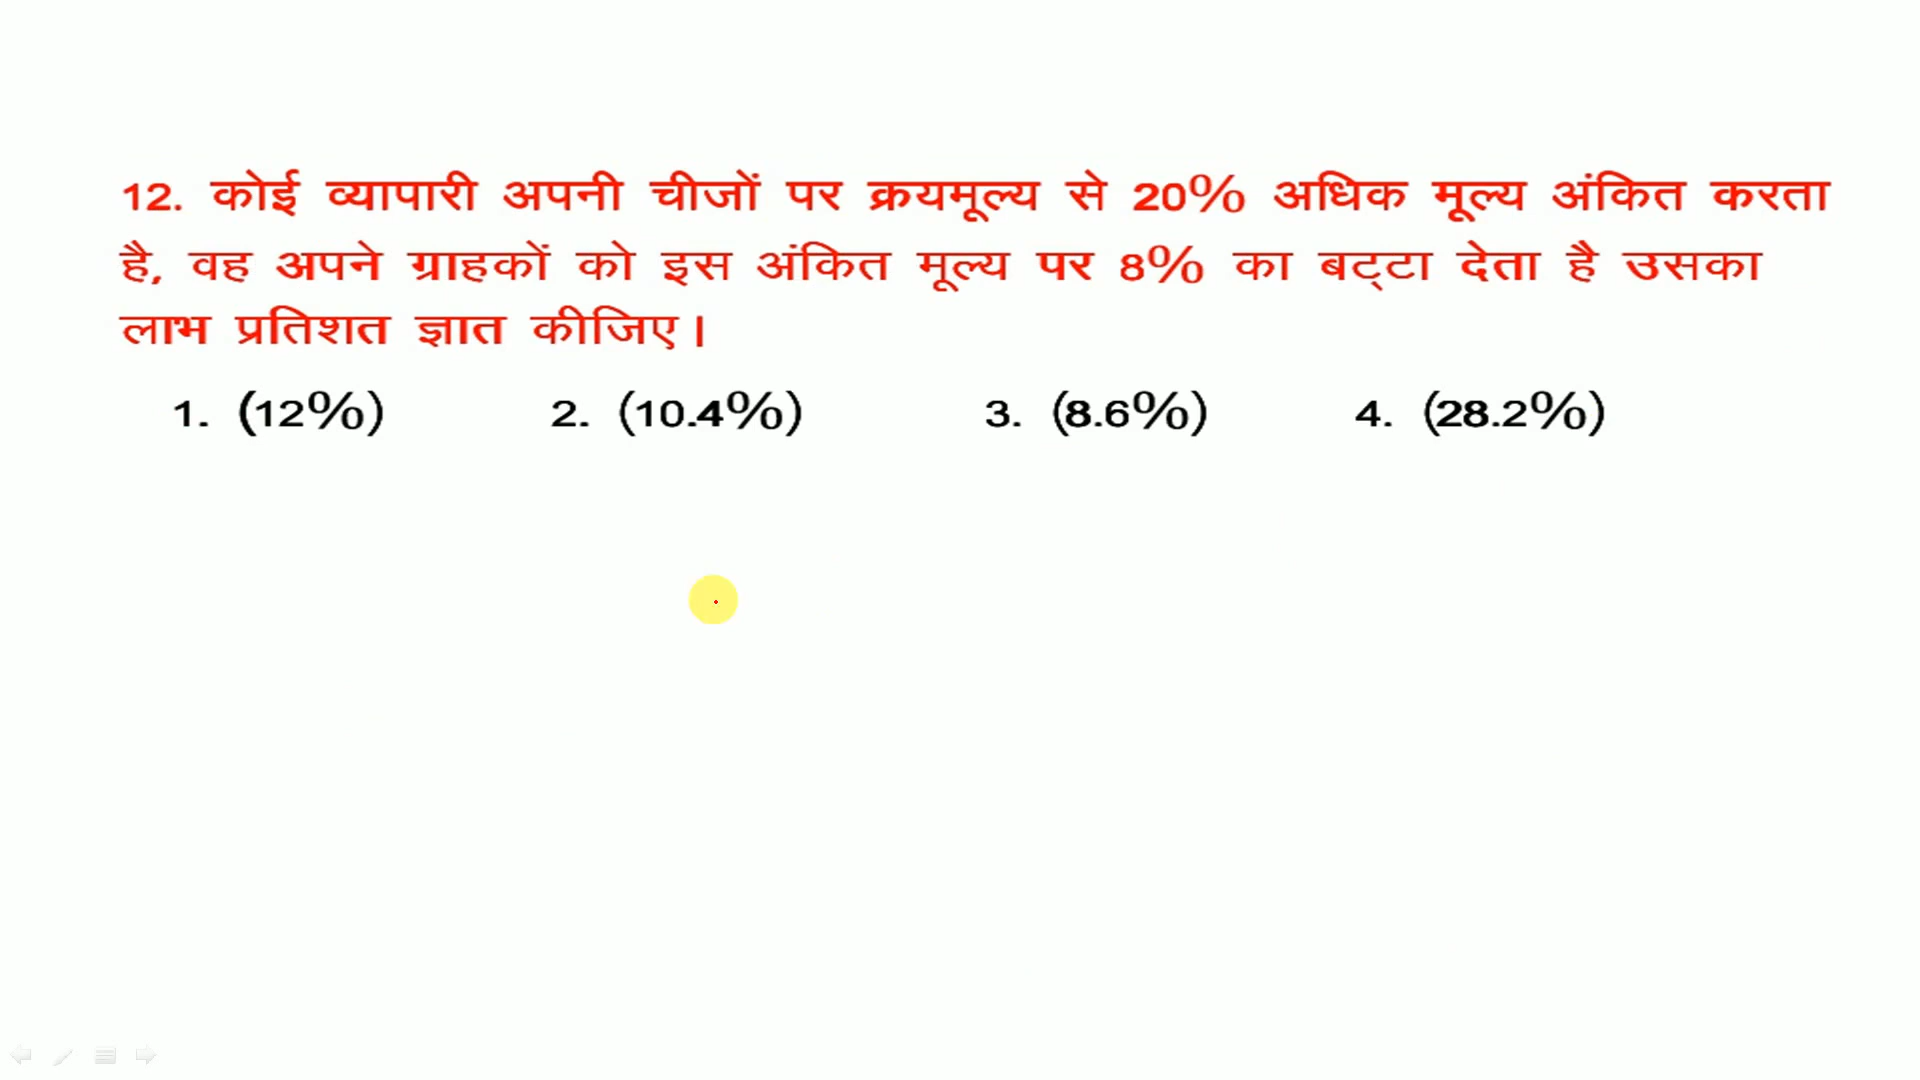 12. कोई व्यापारी अपनी चीजों पर क्रयमूल्य से 20% अधिक मूल्य अंकित करता
है, वह अपने ग्राहकों को इस अंकित मूल्य पर 8% का बट्टा देता है उसका
लाभ प्रतिशत ज्ञात कीजिए।
1. (12%) 2. (10.4%) 3. (8.6%) 4. (28.2%)